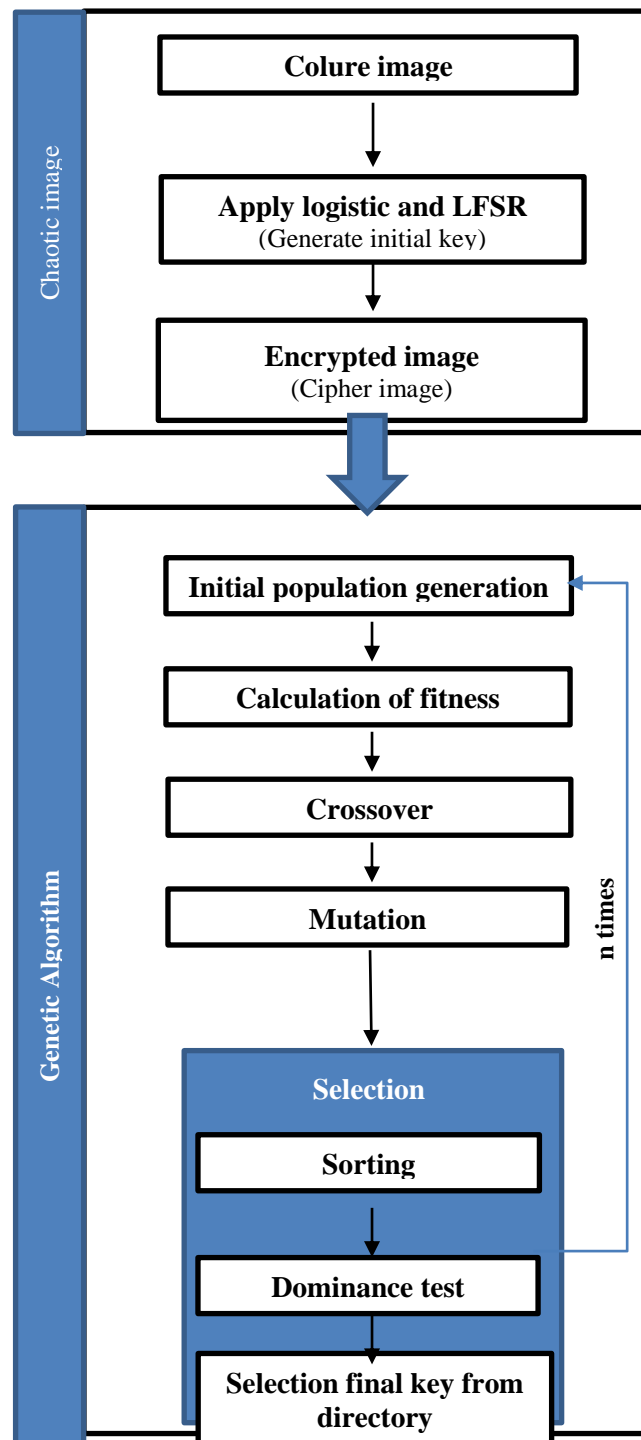 Chaotic image
Colure image
Apply logistic and LFSR
(Generate initial key)
Encrypted image
(Cipher image)
Genetic Algorithm
Initial population generation
Calculation of fitness
Crossover
Mutation
n times
Selection
Sorting
Dominance test
Selection final key from
directory